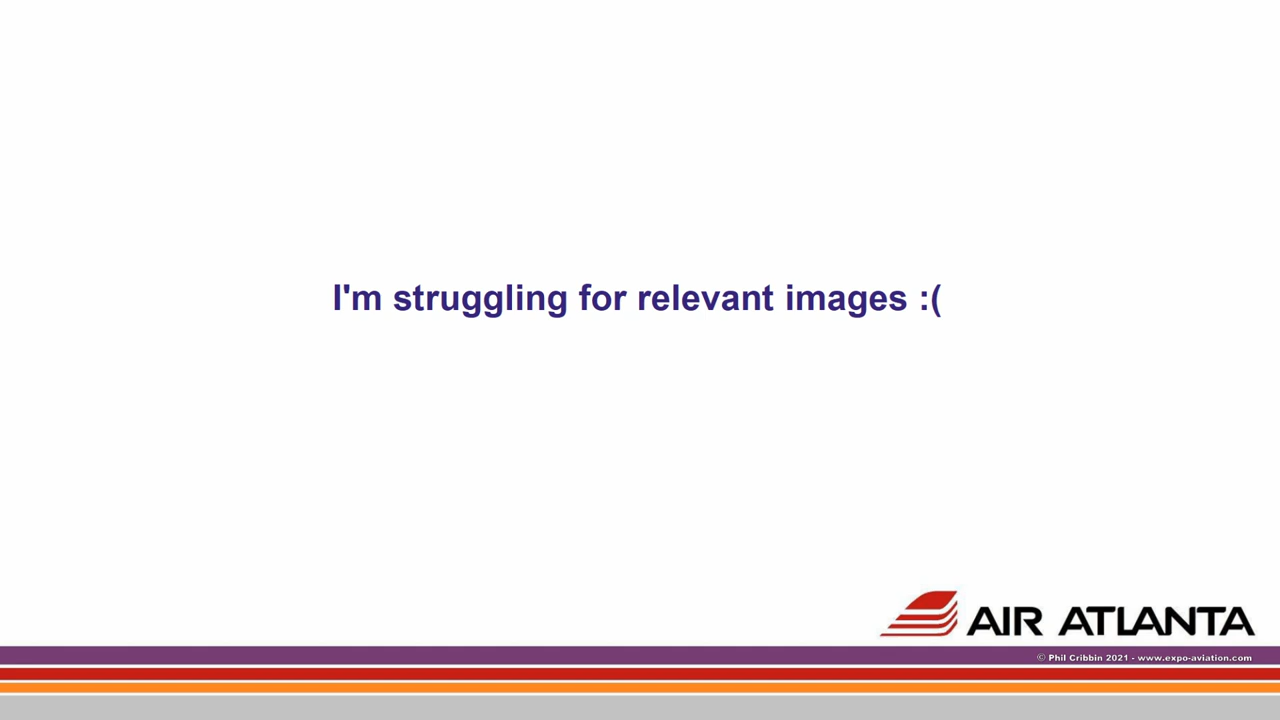 I'm struggling for relevant images :(
AIR ATLANTA
© Phil Cribbin 2021 - www.expo-aviation.com